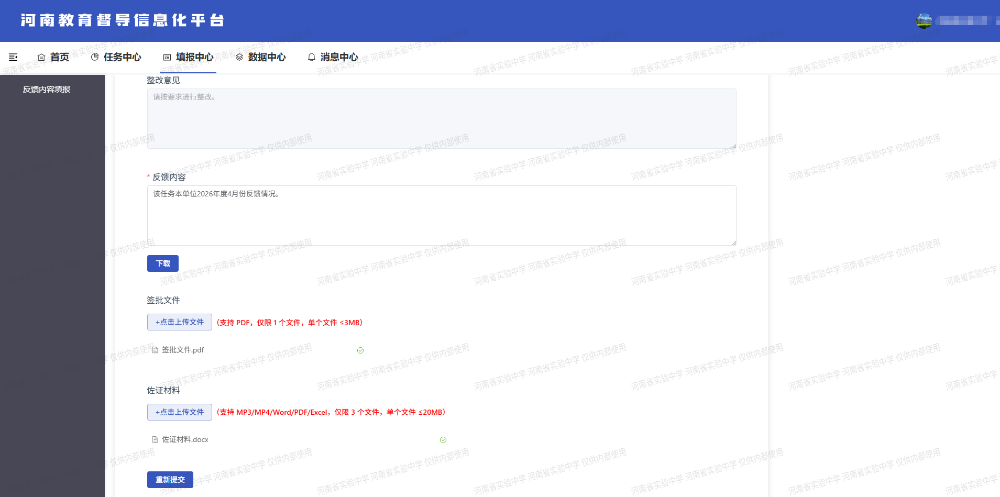 河南教育督导信息化平台
首页 任务中心 填报中心 数据中心 消息中心
反馈内容填报
整改意见
请按要求进行整改。
* 反馈内容
该任务本单位2026年度4月份反馈情况。
下载
签批文件
+点击上传文件 （支持 PDF，仅限 1 个文件，单个文件 ≤3MB）
签批文件.pdf
佐证材料
+点击上传文件 （支持 MP3/MP4/Word/PDF/Excel，仅限 3 个文件，单个文件 ≤20MB）
佐证材料.docx
重新提交
河南省实验中学 河南省实验中学 仅供内部使用